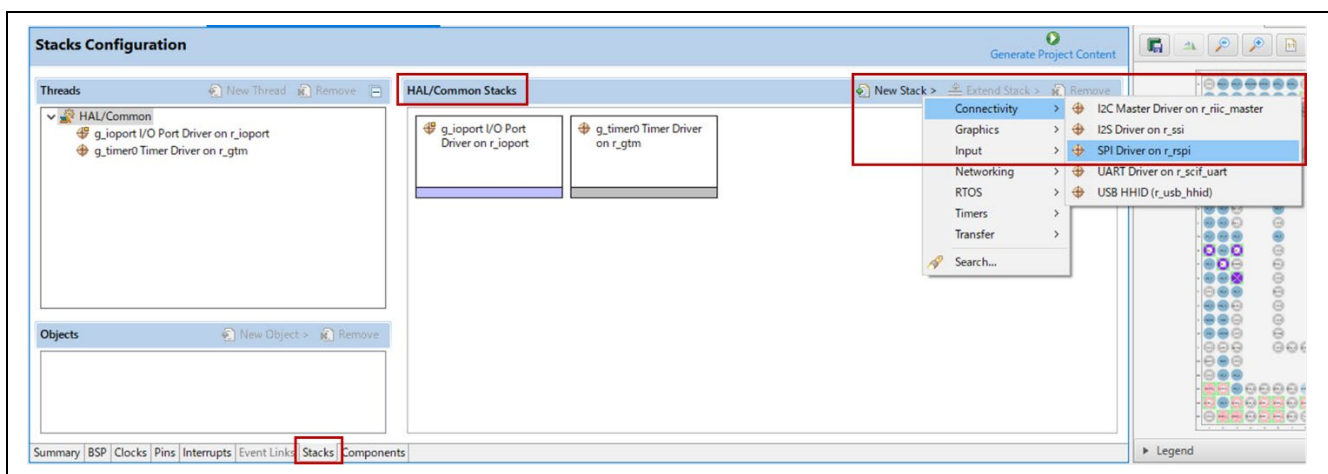 Stacks Configuration
Generate Project Content
Threads
New Thread
Remove
HAL/Common Stacks
New Stack >
Extend Stack >
Remove
HAL/Common
g_ioport I/O Port Driver on r_ioport
g_timer0 Timer Driver on r_gtm
g_ioport I/O Port
Driver on r_ioport
g_timer0 Timer Driver
on r_gtm
Connectivity >
Graphics >
Input >
Networking >
RTOS >
Timers >
Transfer >
Search...
I2C Master Driver on r_riic_master
I2S Driver on r_ssi
SPI Driver on r_rspi
UART Driver on r_scif_uart
USB HHID (r_usb_hhid)
Objects
New Object >
Remove
Summary BSP Clocks Pins Interrupts Event Links Stacks Components
Legend